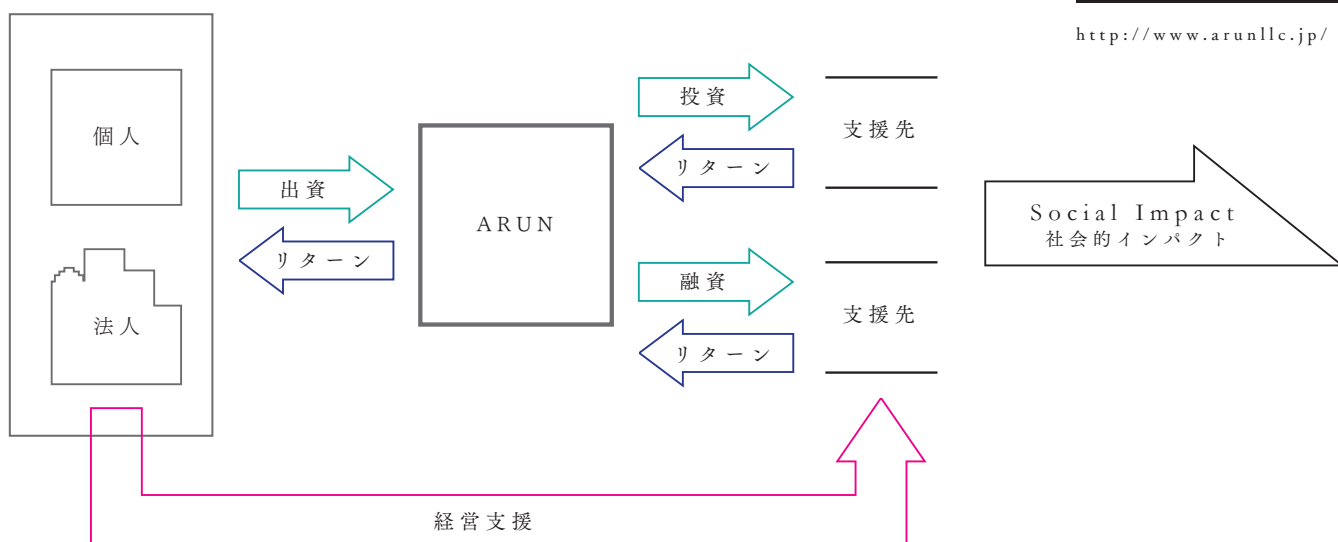 http://www.arunllc.jp/
個人
法人
出資
リターン
ARUN
投資
リターン
融資
リターン
支援先
支援先
Social Impact
社会的インパクト
経営支援